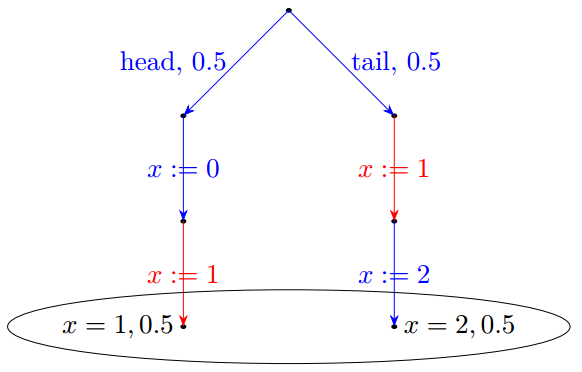 head, 0.5 tail, 0.5
x := 0 x := 1
x := 1 x := 2
x = 1, 0.5 x = 2, 0.5